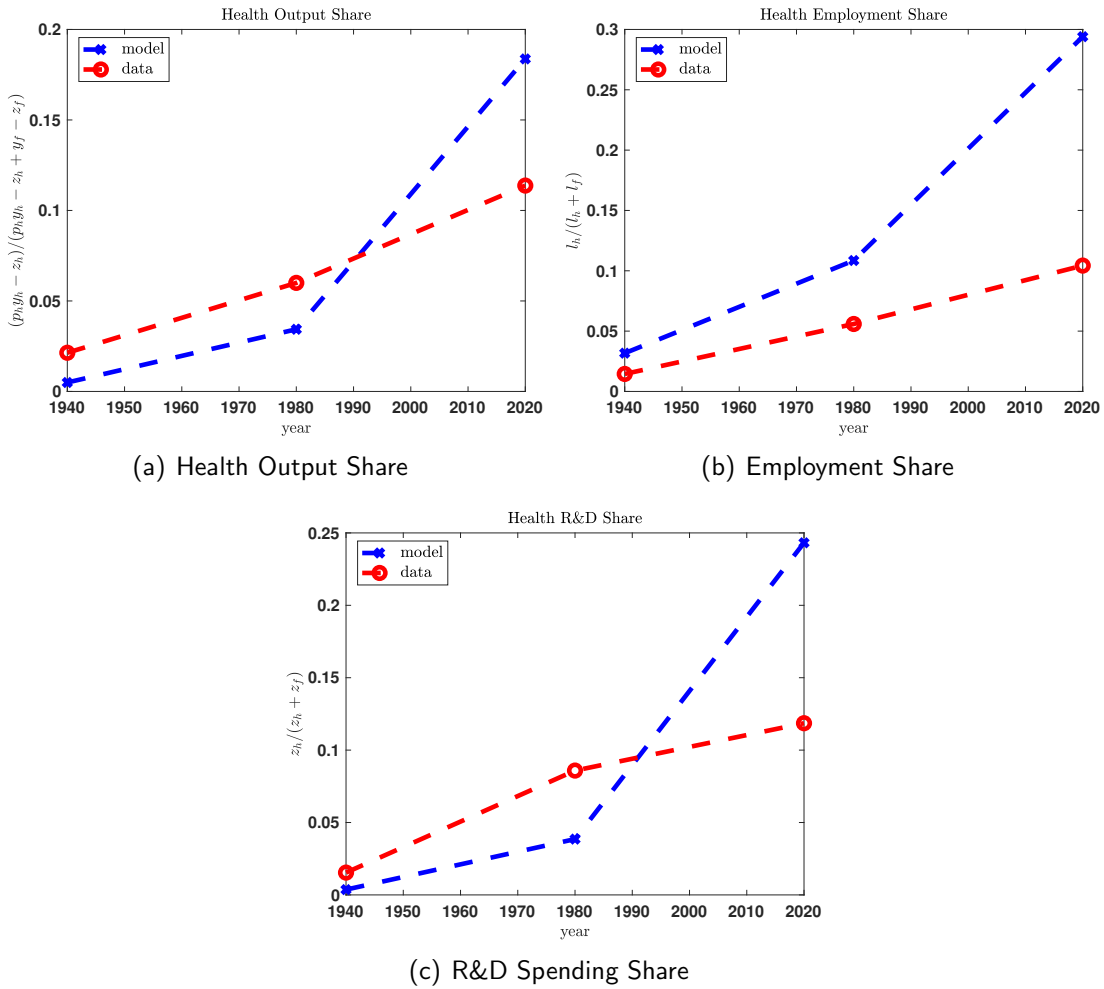 Health Output Share
model
data
(p_h y_h − z_h)/(p_h y_h − z_h + y_f − z_f)
0.2
0.15
0.1
0.05
0
1940 1950 1960 1970 1980 1990 2000 2010 2020
year
(a) Health Output Share
Health Employment Share
model
data
l_h/(l_h + l_f)
0.3
0.25
0.2
0.15
0.1
0.05
0
1940 1950 1960 1970 1980 1990 2000 2010 2020
year
(b) Employment Share
Health R&D Share
model
data
z_h/(z_h + z_f)
0.25
0.2
0.15
0.1
0.05
0
1940 1950 1960 1970 1980 1990 2000 2010 2020
year
(c) R&D Spending Share